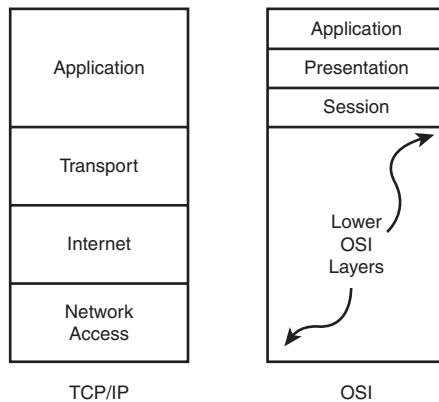 Application
Transport
Internet
Network
Access
TCP/IP
Application
Presentation
Session
Lower
OSI
Layers
OSI